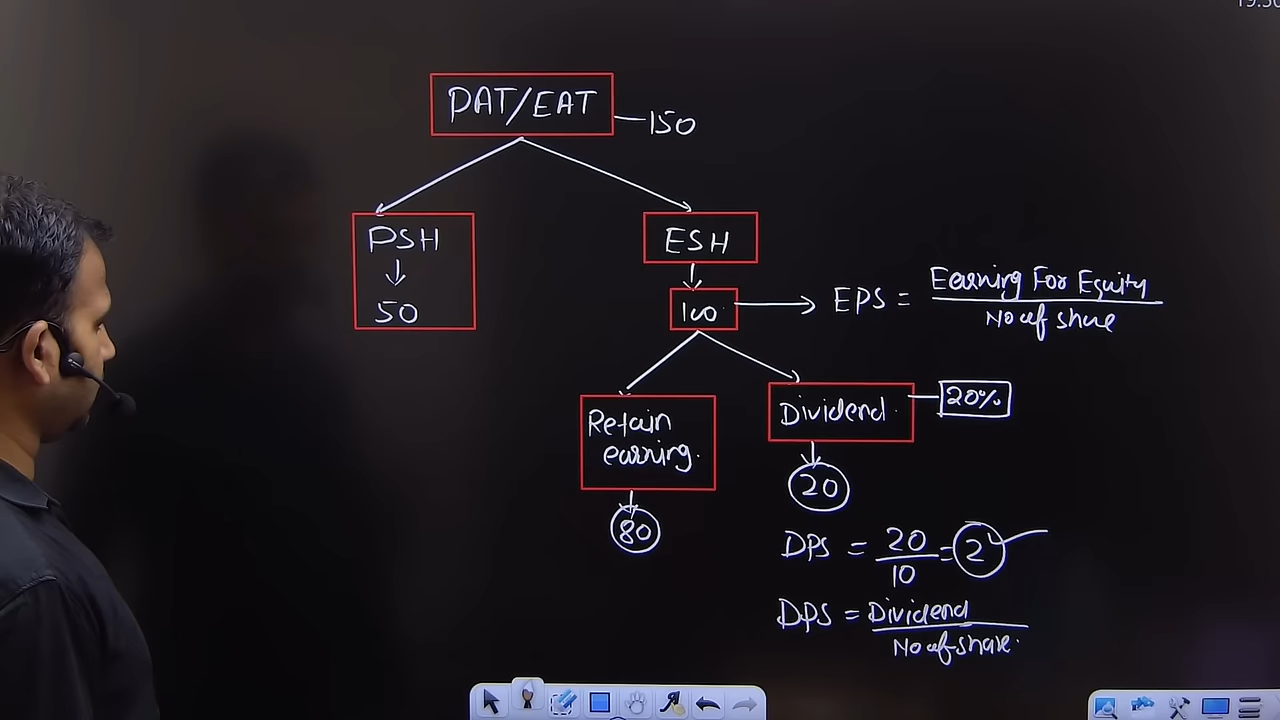 PAT/EAT
150
PSH
50
ESH
100
EPS = Earning For Equity
No of share
Retain
earning.
80
Dividend.
20%
20
DPS = 20
10
= 2
DPS = Dividend
No of share.